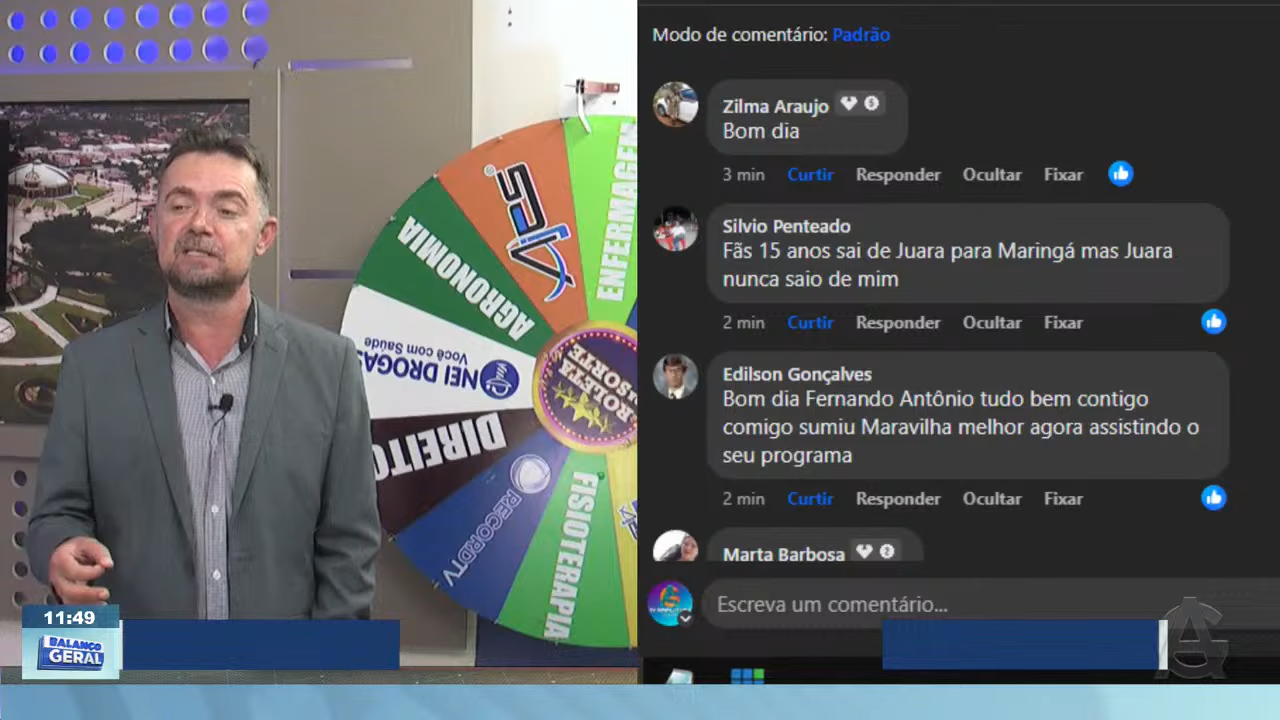 Modo de comentário: Padrão
Zilma Araujo
Bom dia
3 min Curtir Responder Ocultar Fixar
Silvio Penteado
Fãs 15 anos sai de Juara para Maringá mas Juara
nunca saio de mim
2 min Curtir Responder Ocultar Fixar
Edilson Gonçalves
Bom dia Fernando Antônio tudo bem contigo
comigo sumiu Maravilha melhor agora assistindo o
seu programa
2 min Curtir Responder Ocultar Fixar
Marta Barbosa
Escreva um comentário...
ENFERMAGEM
AGRONOMIA
NEI DROGAS
Você com Saúde
ROLETA
DA SORTE
DIREITO
RECORDTV
FISIOTERAPIA
11:49
BALANÇO
GERAL